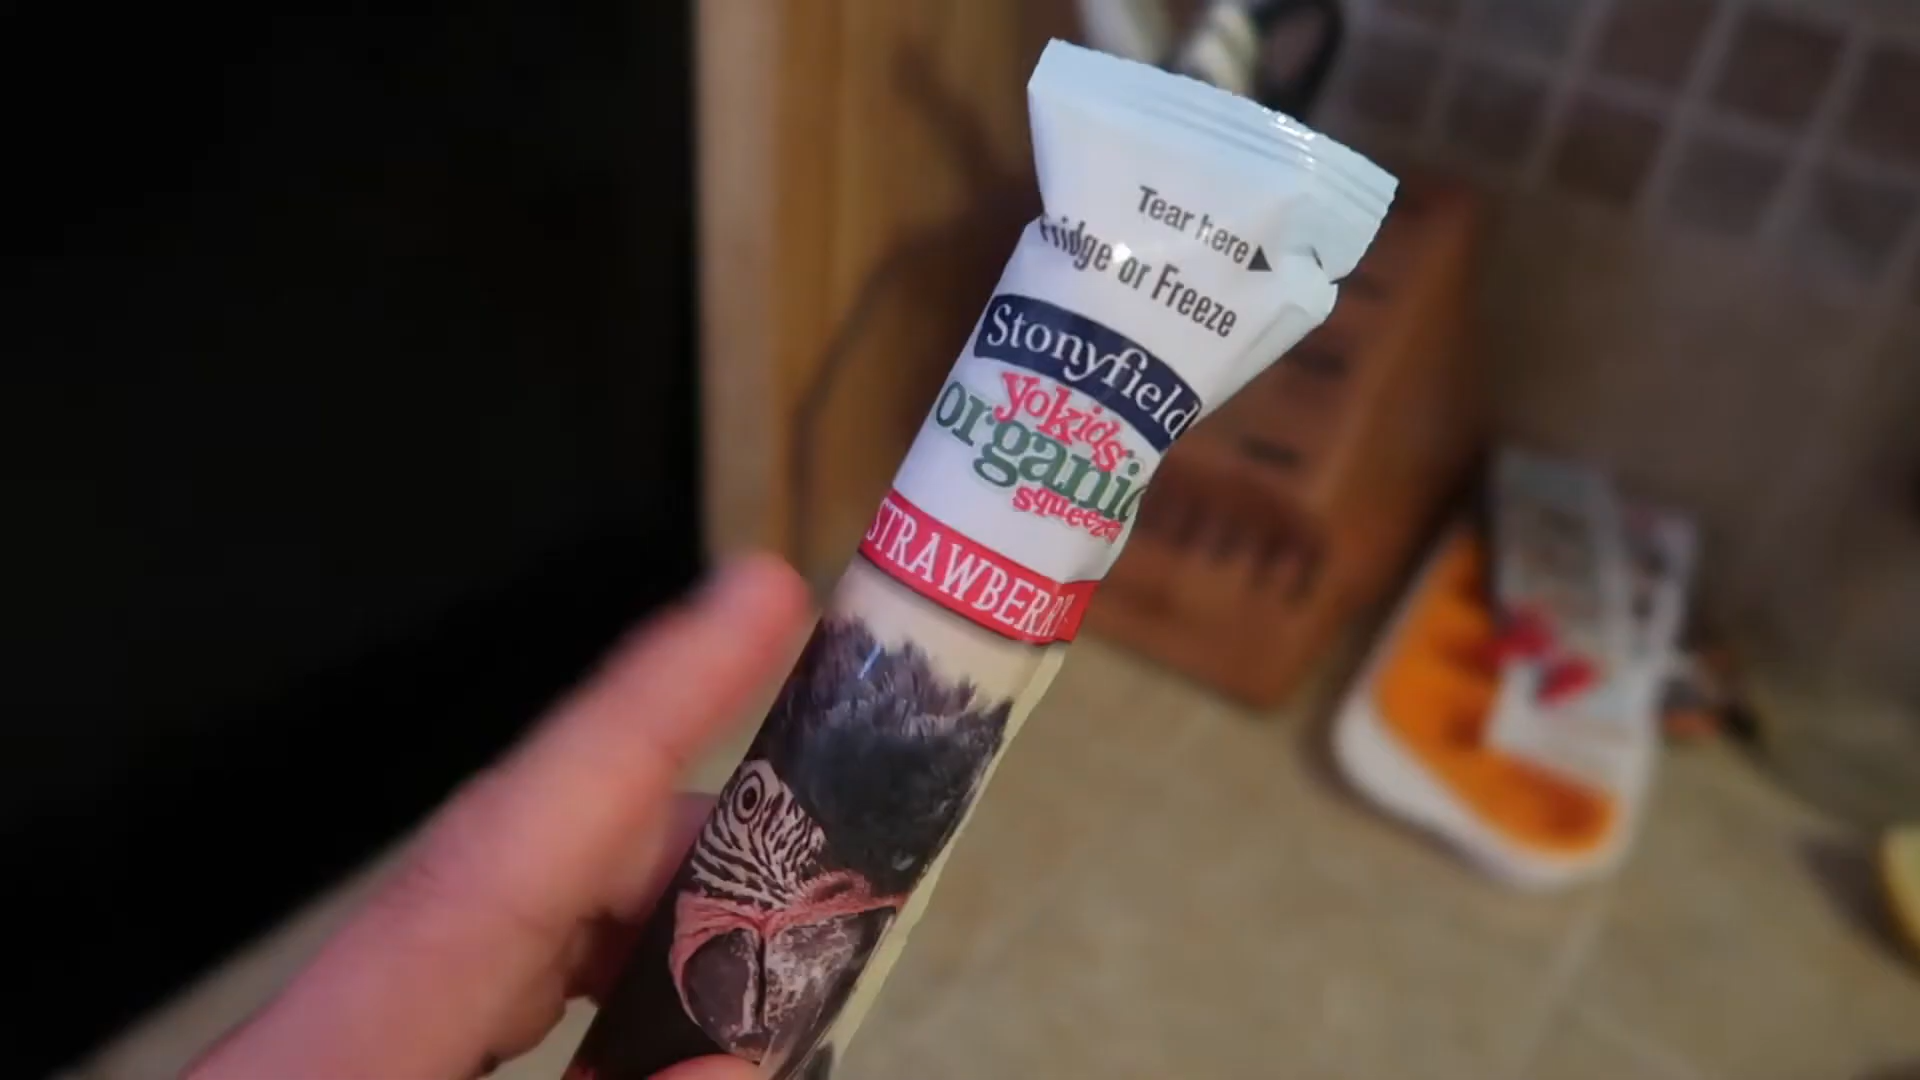 Tear here▶
Fridge or Freeze
Stonyfield
yokids
organic
squeeze
STRAWBERRY